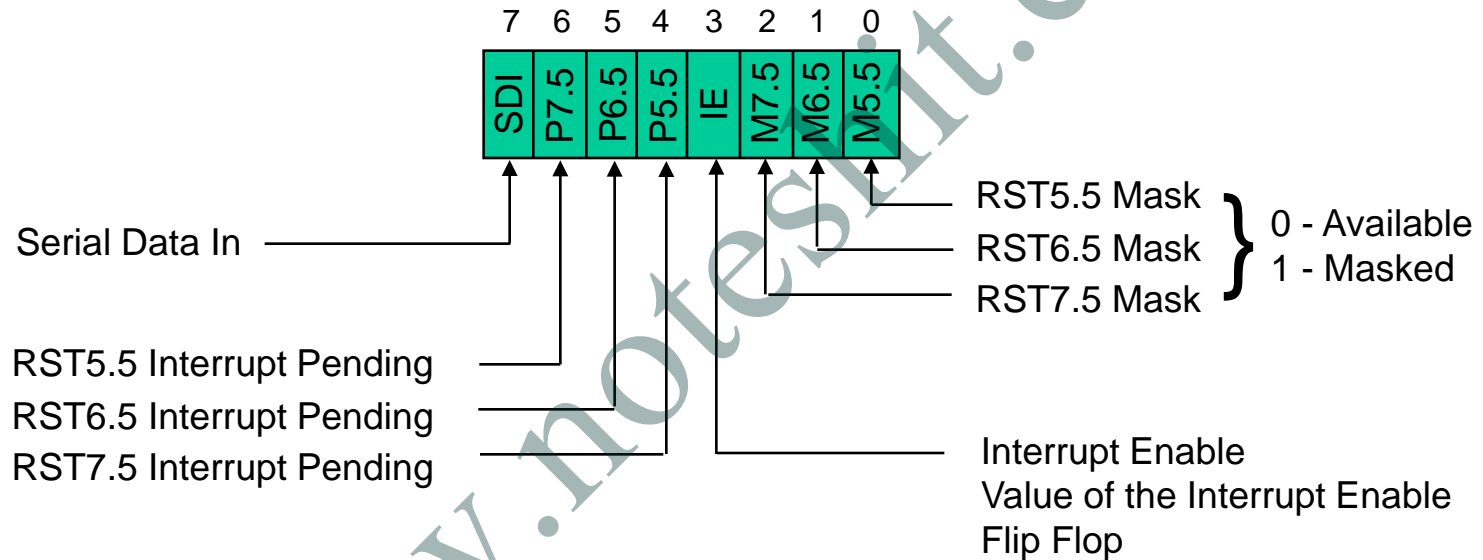 7 6 5 4 3 2 1 0
SDI P7.5 P6.5 P5.5 IE M7.5 M6.5 M5.5
Serial Data In
RST5.5 Interrupt Pending
RST6.5 Interrupt Pending
RST7.5 Interrupt Pending
RST5.5 Mask
RST6.5 Mask
RST7.5 Mask
} 0 - Available
1 - Masked
Interrupt Enable
Value of the Interrupt Enable
Flip Flop